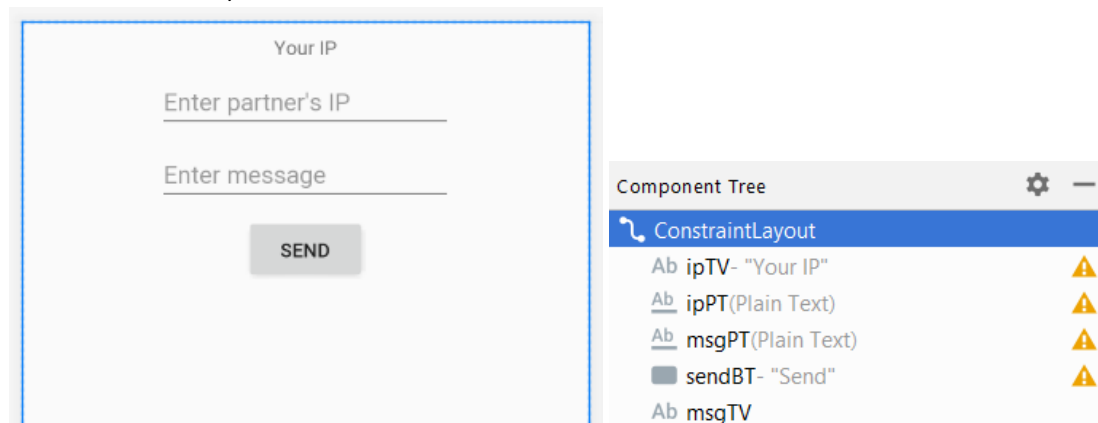 Your IP
Enter partner's IP
Enter message
SEND
Component Tree
ConstraintLayout
Ab ipTV- "Your IP"
Ab ipPT(Plain Text)
Ab msgPT(Plain Text)
sendBT- "Send"
Ab msgTV